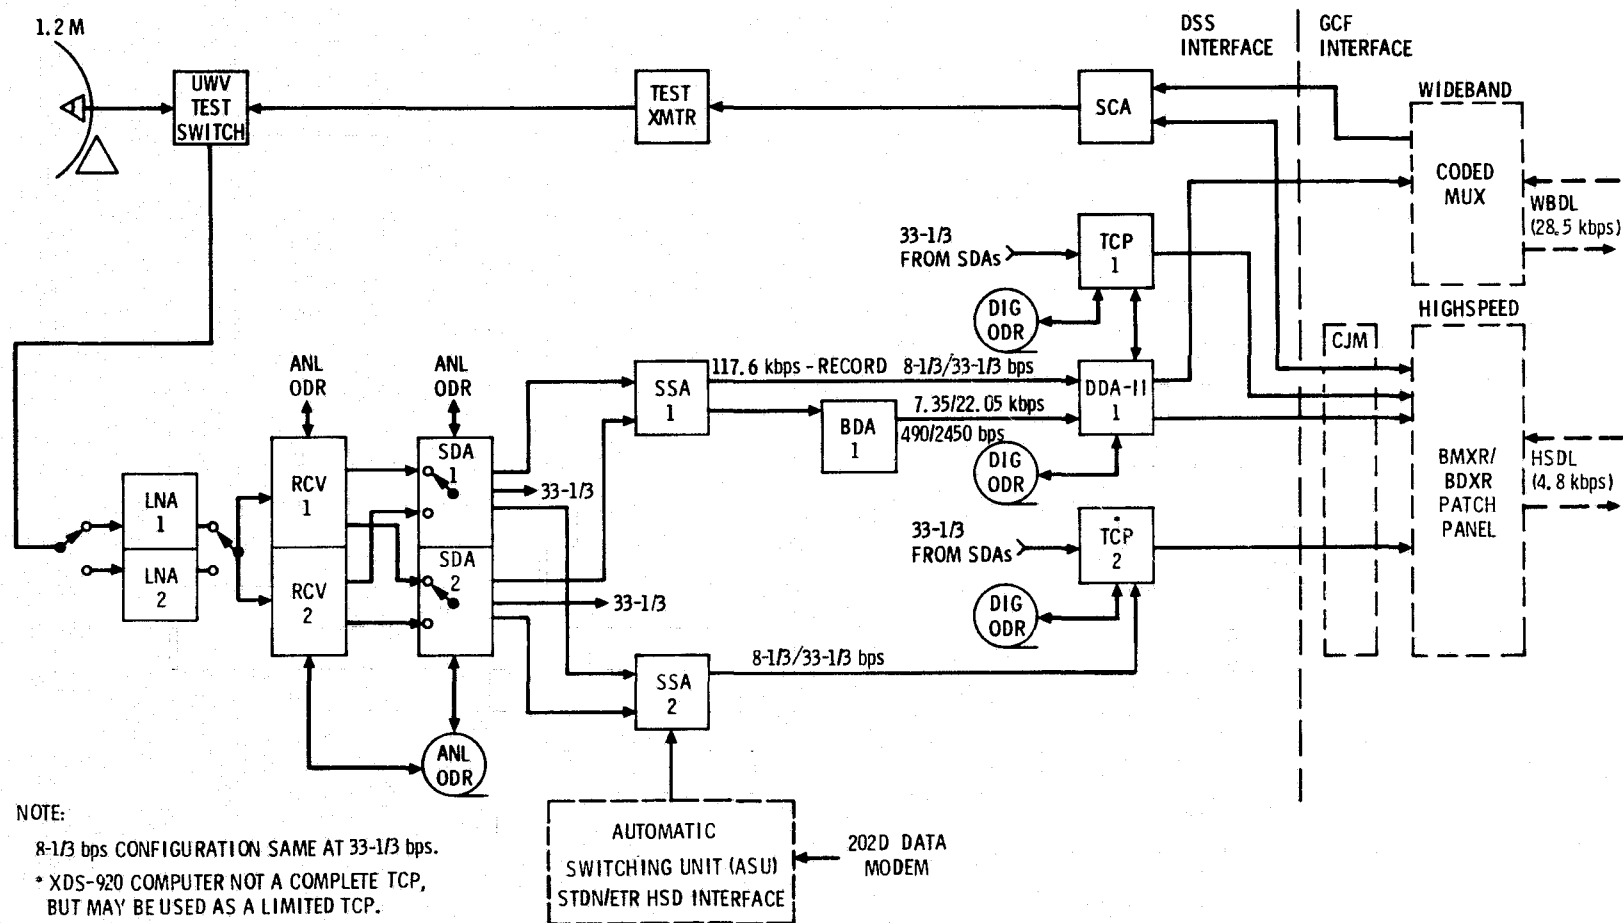 1.2 M
DSS
INTERFACE
GCF
INTERFACE
UWV
TEST
SWITCH
TEST
XMTR
SCA
WIDEBAND
CODED
MUX
WBDL
(28.5 kbps)
33-1/3
FROM SDAs
TCP
1
DIG
ODR
HIGHSPEED
CJM
ANL
ODR
ANL
ODR
SSA
1
117.6 kbps - RECORD
8-1/3/33-1/3 bps
DDA-II
1
7.35/22.05 kbps
490/2450 bps
BDA
1
DIG
ODR
RCV
1
SDA
1
33-1/3
LNA
1
LNA
2
RCV
2
SDA
2
33-1/3
33-1/3
FROM SDAs
*
TCP
2
DIG
ODR
BMXR/
BDXR
PATCH
PANEL
HSDL
(4.8 kbps)
SSA
2
8-1/3/33-1/3 bps
ANL
ODR
AUTOMATIC
SWITCHING UNIT (ASU)
STDN/ETR HSD INTERFACE
202D DATA
MODEM
NOTE:
8-1/3 bps CONFIGURATION SAME AT 33-1/3 bps.
* XDS-920 COMPUTER NOT A COMPLETE TCP,
BUT MAY BE USED AS A LIMITED TCP.